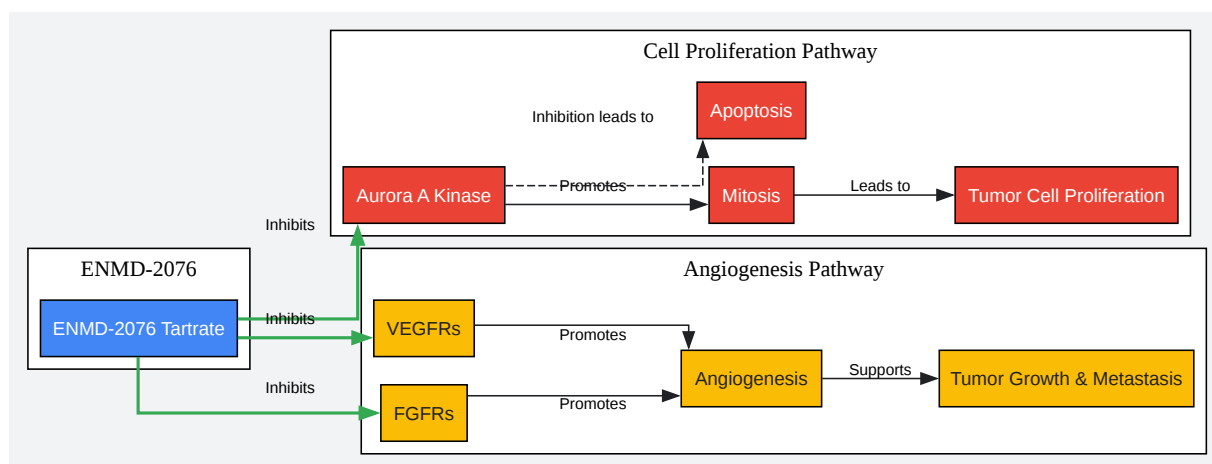 Cell Proliferation Pathway
Inhibition leads to
Apoptosis
Aurora A Kinase
Promotes
Mitosis
Leads to
Tumor Cell Proliferation
Inhibits
ENMD-2076
ENMD-2076 Tartrate
Inhibits
Inhibits
Angiogenesis Pathway
VEGFRs
Promotes
FGFRs
Promotes
Angiogenesis
Supports
Tumor Growth & Metastasis